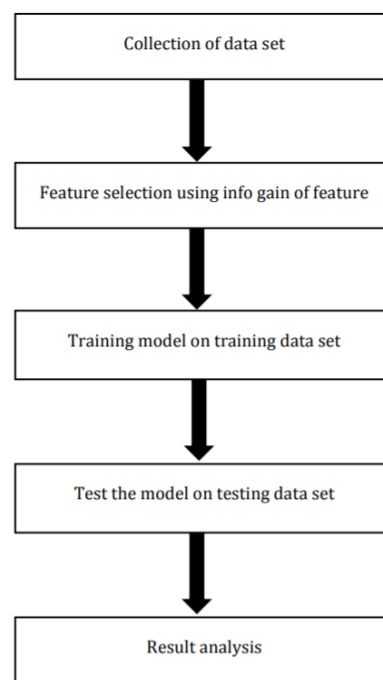 Collection of data set
Feature selection using info gain of feature
Training model on training data set
Test the model on testing data set
Result analysis